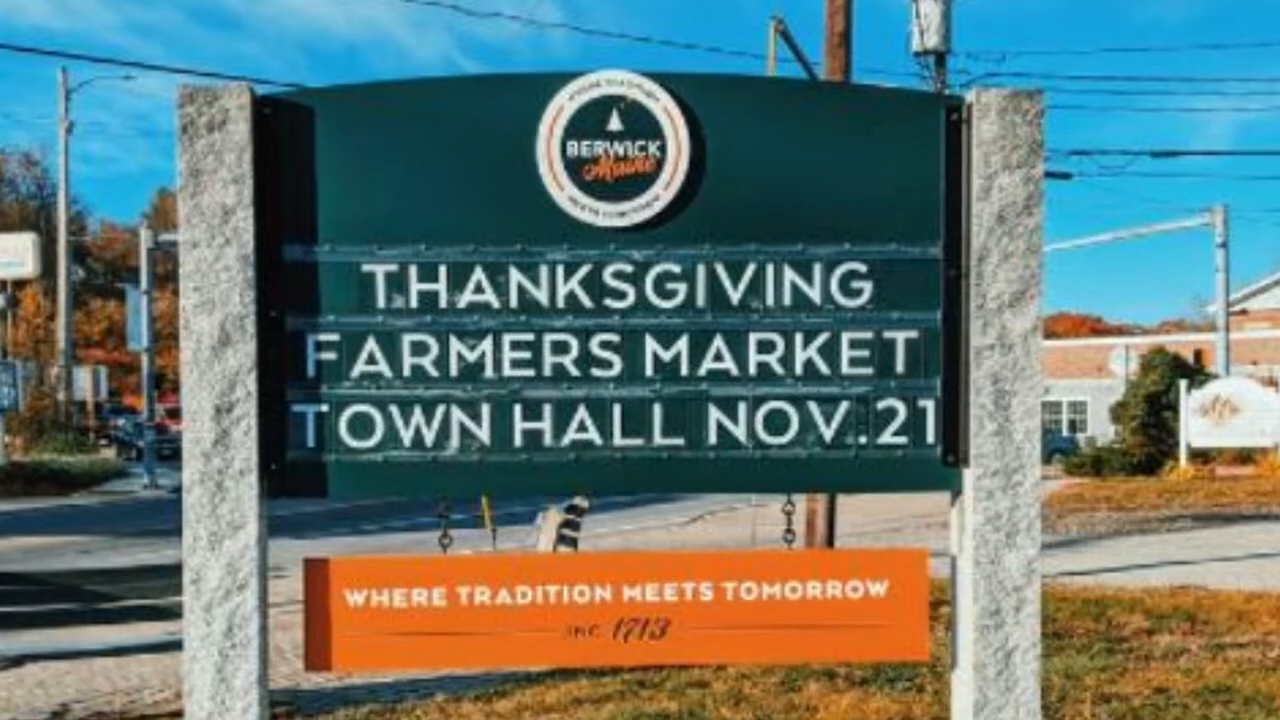 BERWICK
Maine
THANKSGIVING
FARMERS MARKET
TOWN HALL NOV.21
WHERE TRADITION MEETS TOMORROW
INC. 1713